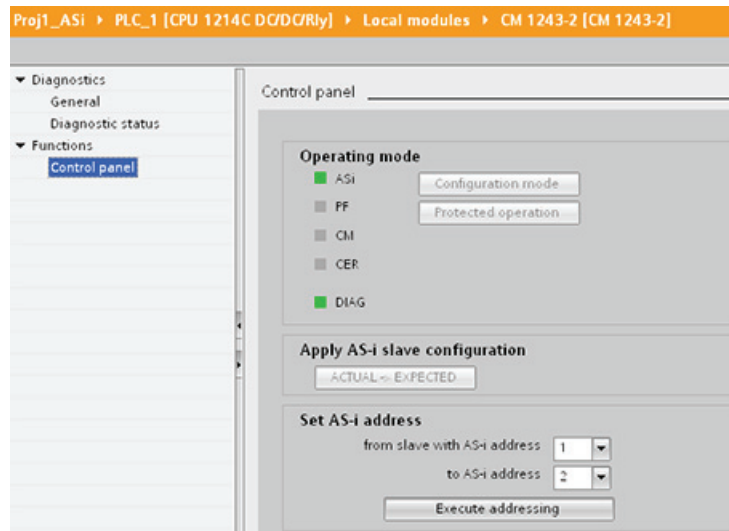 Proj1_ASi ▸ PLC_1 [CPU 1214C DC/DC/Rly] ▸ Local modules ▸ CM 1243-2 [CM 1243-2]
Diagnostics
General
Diagnostic status
Functions
Control panel
Control panel
Operating mode
ASi
Configuration mode
PF
Protected operation
CM
CER
DIAG
Apply AS-i slave configuration
ACTUAL -> EXPECTED
Set AS-i address
from slave with AS-i address 1
to AS-i address 2
Execute addressing